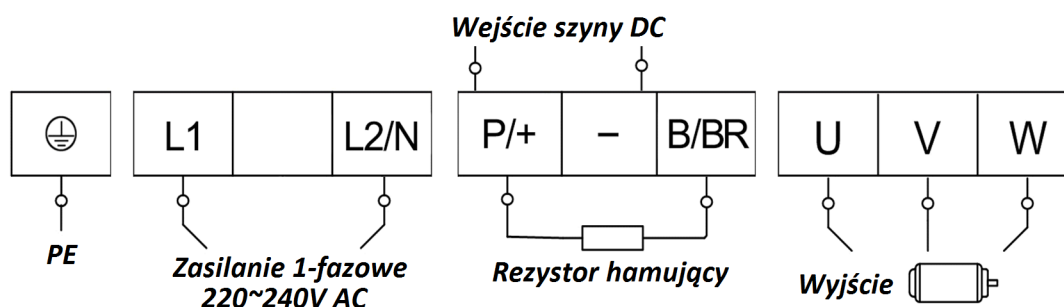 Wejście szyny DC
L1 L2/N P/+ – B/BR U V W
PE
Zasilanie 1-fazowe
220~240V AC
Rezystor hamujący
Wyjście